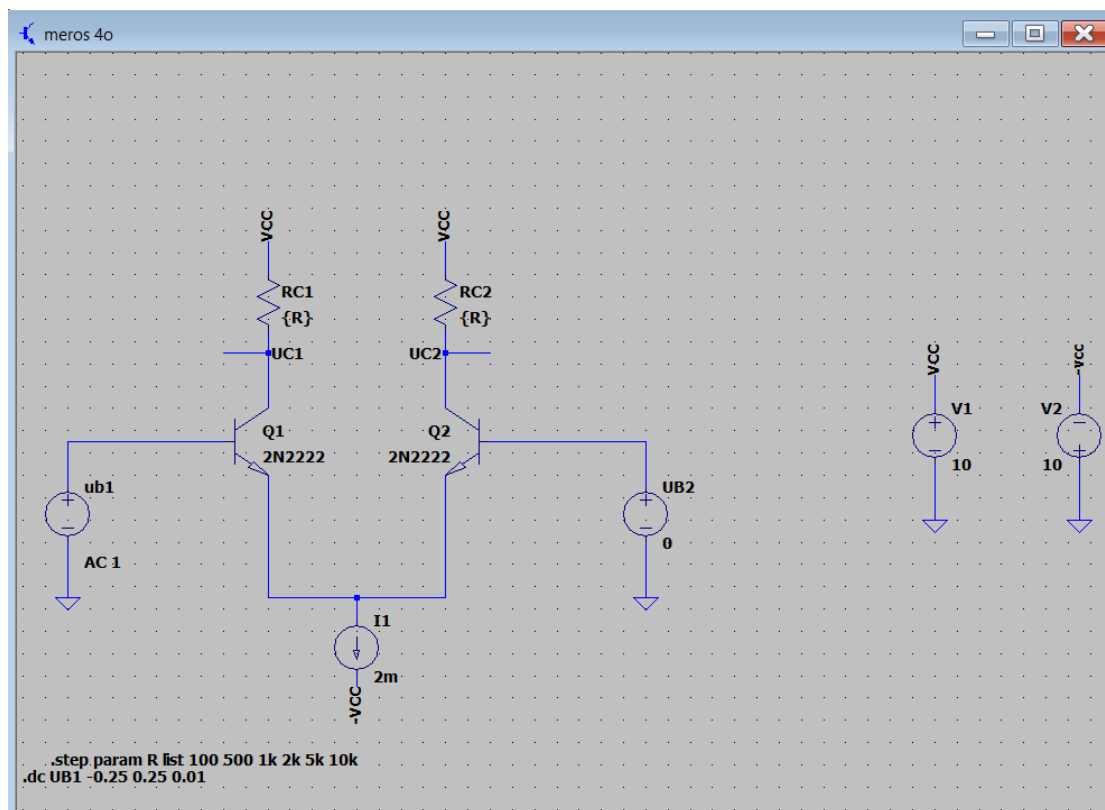 meros 4o
VCC
VCC
RC1
{R}
RC2
{R}
UC1
UC2
VCC
-vcc
V1
10
V2
10
Q1
2N2222
Q2
2N2222
ub1
AC 1
UB2
0
I1
2m
-VCC
.step param R list 100 500 1k 2k 5k 10k
.dc UB1 -0.25 0.25 0.01